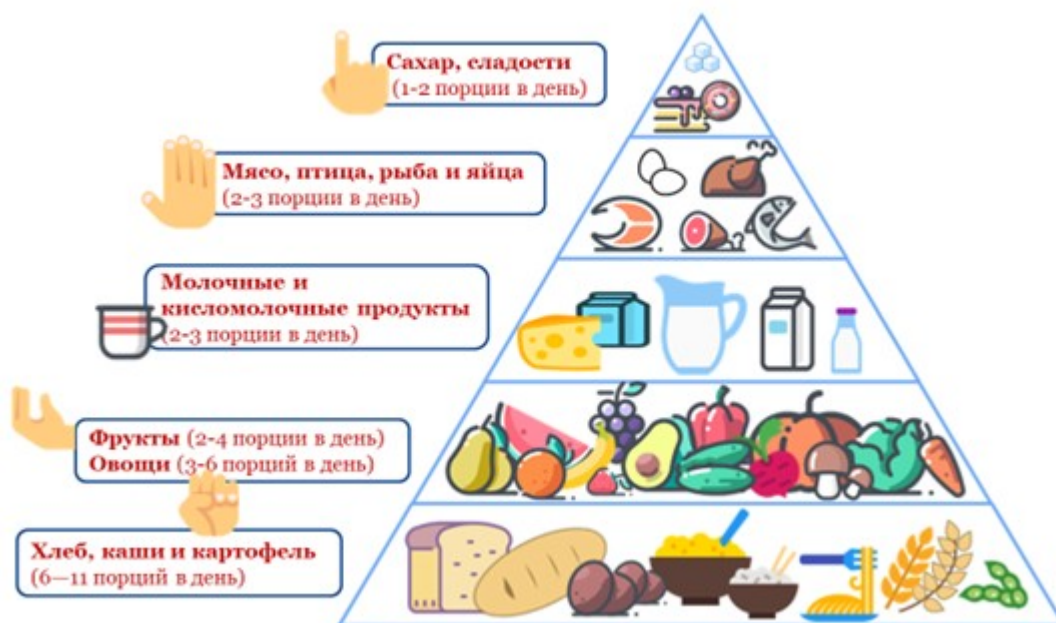 Сахар, сладости
(1-2 порции в день)
Мясо, птица, рыба и яйца
(2-3 порции в день)
Молочные и
кисломолочные продукты
(2-3 порции в день)
Фрукты (2-4 порции в день)
Овощи (3-6 порций в день)
Хлеб, каши и картофель
(6—11 порций в день)